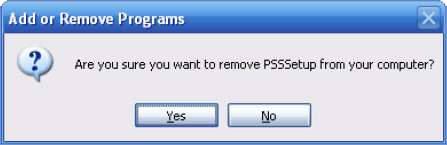 Add or Remove Programs
Are you sure you want to remove PSSSetup from your computer?
Yes
No